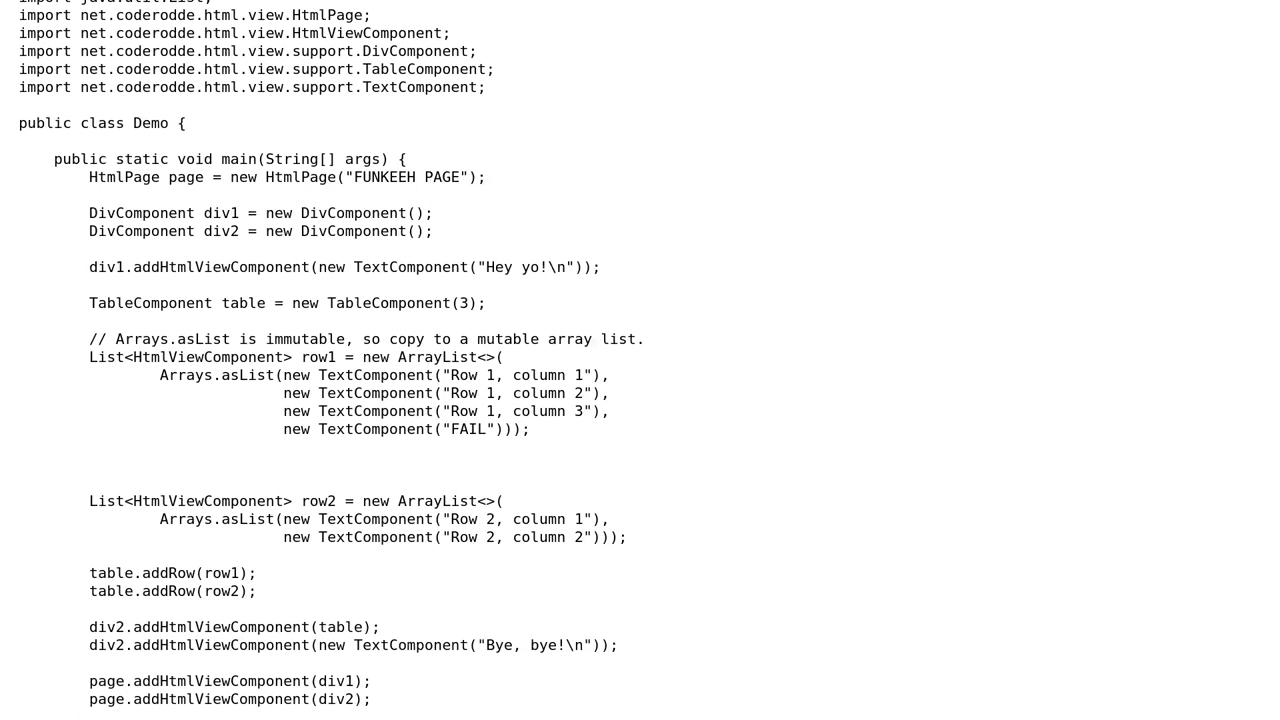 import java.util.List;
import net.coderodde.html.view.HtmlPage;
import net.coderodde.html.view.HtmlViewComponent;
import net.coderodde.html.view.support.DivComponent;
import net.coderodde.html.view.support.TableComponent;
import net.coderodde.html.view.support.TextComponent;

public class Demo {

    public static void main(String[] args) {
        HtmlPage page = new HtmlPage("FUNKEEH PAGE");

        DivComponent div1 = new DivComponent();
        DivComponent div2 = new DivComponent();

        div1.addHtmlViewComponent(new TextComponent("Hey yo!\n"));

        TableComponent table = new TableComponent(3);

        // Arrays.asList is immutable, so copy to a mutable array list.
        List<HtmlViewComponent> row1 = new ArrayList<>(
                Arrays.asList(new TextComponent("Row 1, column 1"),
                              new TextComponent("Row 1, column 2"),
                              new TextComponent("Row 1, column 3"),
                              new TextComponent("FAIL")));

        List<HtmlViewComponent> row2 = new ArrayList<>(
                Arrays.asList(new TextComponent("Row 2, column 1"),
                              new TextComponent("Row 2, column 2")));

        table.addRow(row1);
        table.addRow(row2);

        div2.addHtmlViewComponent(table);
        div2.addHtmlViewComponent(new TextComponent("Bye, bye!\n"));

        page.addHtmlViewComponent(div1);
        page.addHtmlViewComponent(div2);